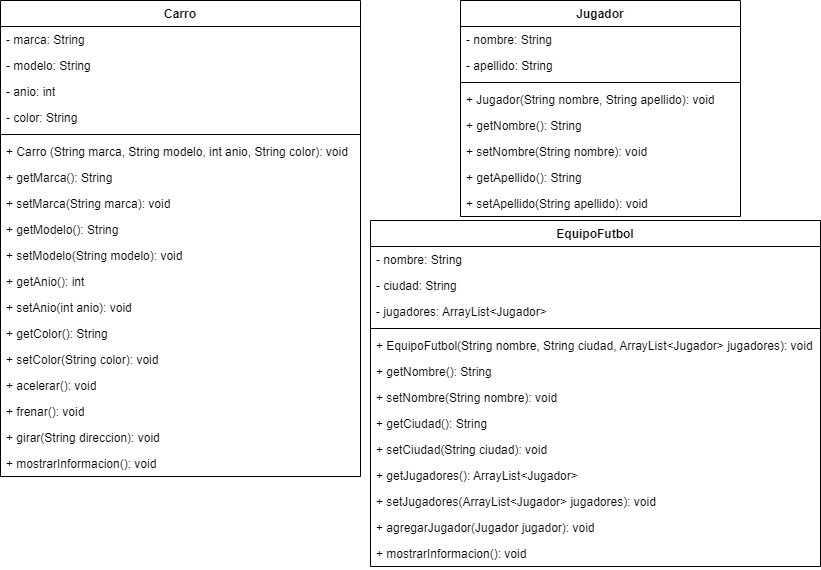 Carro
- marca: String
- modelo: String
- anio: int
- color: String
+ Carro (String marca, String modelo, int anio, String color): void
+ getMarca(): String
+ setMarca(String marca): void
+ getModelo(): String
+ setModelo(String modelo): void
+ getAnio(): int
+ setAnio(int anio): void
+ getColor(): String
+ setColor(String color): void
+ acelerar(): void
+ frenar(): void
+ girar(String direccion): void
+ mostrarInformacion(): void
Jugador
- nombre: String
- apellido: String
+ Jugador(String nombre, String apellido): void
+ getNombre(): String
+ setNombre(String nombre): void
+ getApellido(): String
+ setApellido(String apellido): void
EquipoFutbol
- nombre: String
- ciudad: String
- jugadores: ArrayList<Jugador>
+ EquipoFutbol(String nombre, String ciudad, ArrayList<Jugador> jugadores): void
+ getNombre(): String
+ setNombre(String nombre): void
+ getCiudad(): String
+ setCiudad(String ciudad): void
+ getJugadores(): ArrayList<Jugador>
+ setJugadores(ArrayList<Jugador> jugadores): void
+ agregarJugador(Jugador jugador): void
+ mostrarInformacion(): void